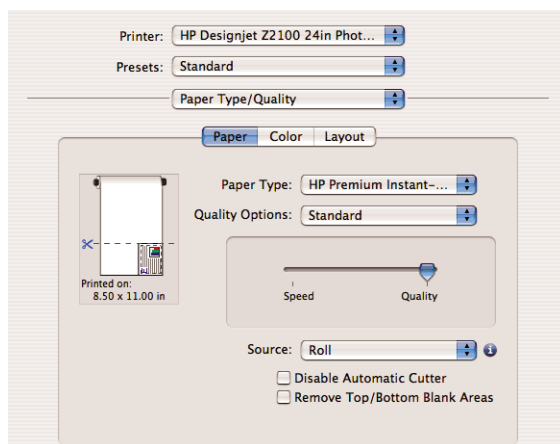 Printer: HP Designjet Z2100 24in Phot...
Presets: Standard
Paper Type/Quality
Paper Color Layout
Paper Type: HP Premium Instant-...
Quality Options: Standard
Printed on:
8.50 x 11.00 in
Speed Quality
Source: Roll
Disable Automatic Cutter
Remove Top/Bottom Blank Areas